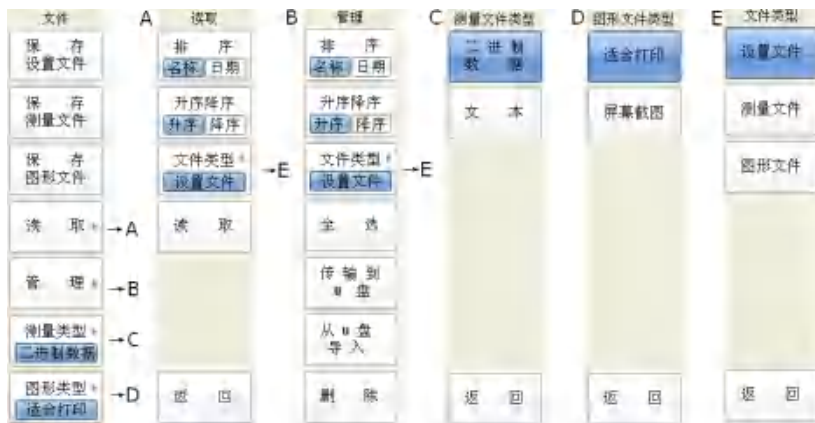 文件
保 存
设置文件
保 存
测量文件
保 存
图形文件
读 取
→A
管 理
→B
测量类型
二进制数据
→C
图形类型
适合打印
→D
A
读取
排 序
名称 日期
升序降序
升序 降序
文件类型
设置文件
→E
读 取
返 回
B
管理
排 序
名称 日期
升序降序
升序 降序
文件类型
设置文件
→E
全 选
传 输 到
u 盘
从 u 盘
导 入
删 除
C
测量文件类型
二 进 制
数 据
文 本
返 回
D
图形文件类型
适合打印
屏幕截图
返 回
E
文件类型
设置文件
测量文件
图形文件
返 回